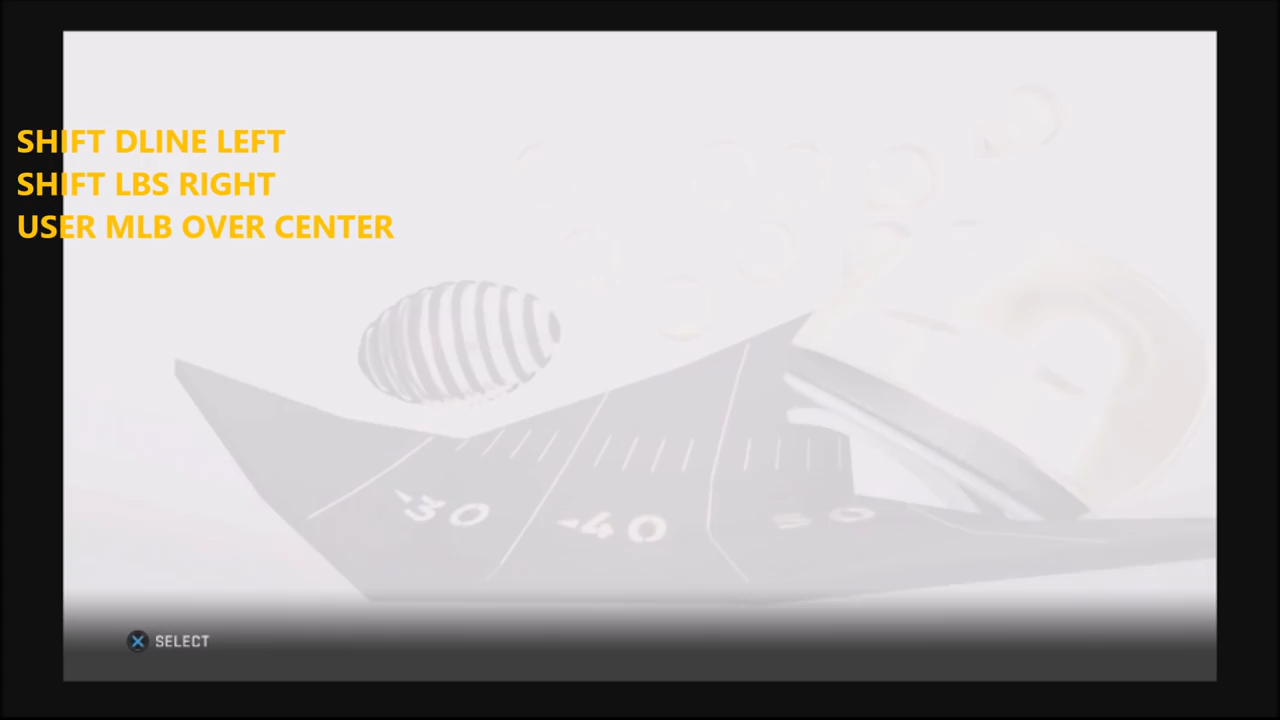 SHIFT DLINE LEFT
SHIFT LBS RIGHT
USER MLB OVER CENTER
-30 -40 50
SELECT